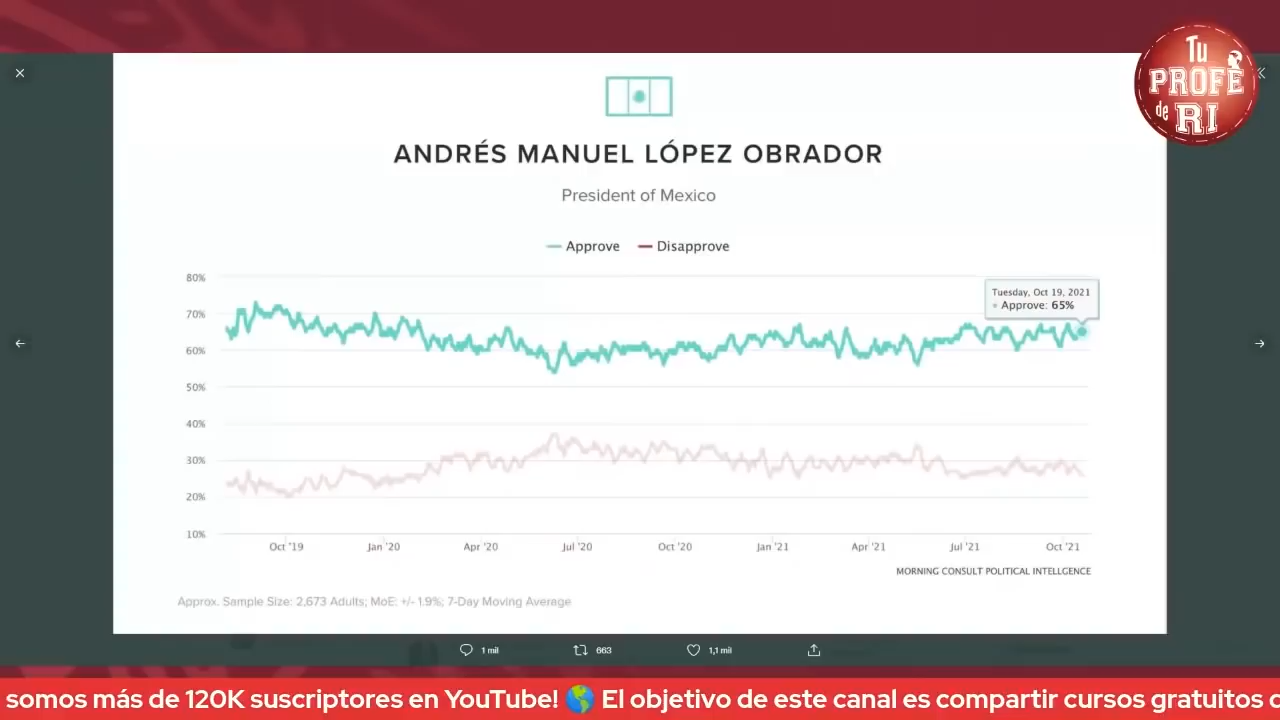 Tu
PROFE
de RI
ANDRÉS MANUEL LÓPEZ OBRADOR
President of Mexico
Approve Disapprove
80%
70%
60%
50%
40%
30%
20%
10%
Tuesday, Oct 19, 2021
Approve: 65%
Oct '19 Jan '20 Apr '20 Jul '20 Oct '20 Jan '21 Apr '21 Jul '21 Oct '21
MORNING CONSULT POLITICAL INTELLGENCE
Approx. Sample Size: 2,673 Adults; MoE: +/- 1.9%; 7-Day Moving Average
1 mil 663 1,1 mil
somos más de 120K suscriptores en YouTube! 🌎 El objetivo de este canal es compartir cursos gratuitos